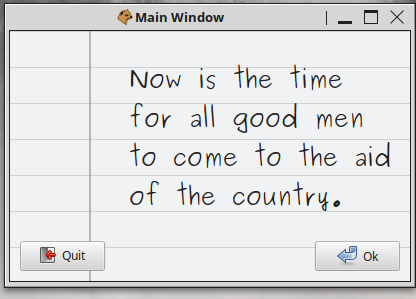 Main Window
Now is the time
for all good men
to come to the aid
of the country.
Quit
Ok